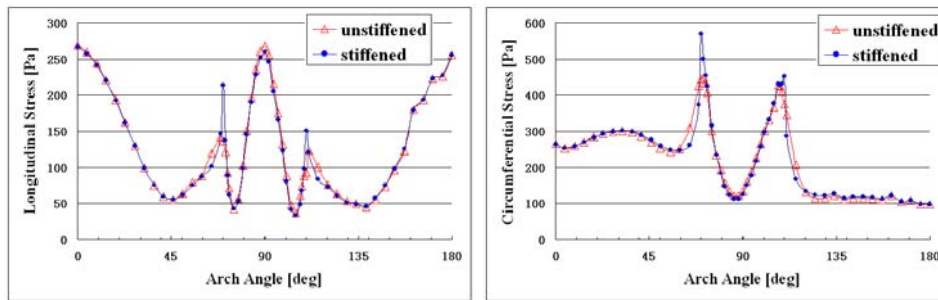 Longitudinal Stress [Pa]
300
250
200
150
100
50
0
unstiffened
stiffened
0 45 90 135 180
Arch Angle [deg]
Circumferential Stress [Pa]
600
500
400
300
200
100
0
unstiffened
stiffened
0 45 90 135 180
Arch Angle [deg]